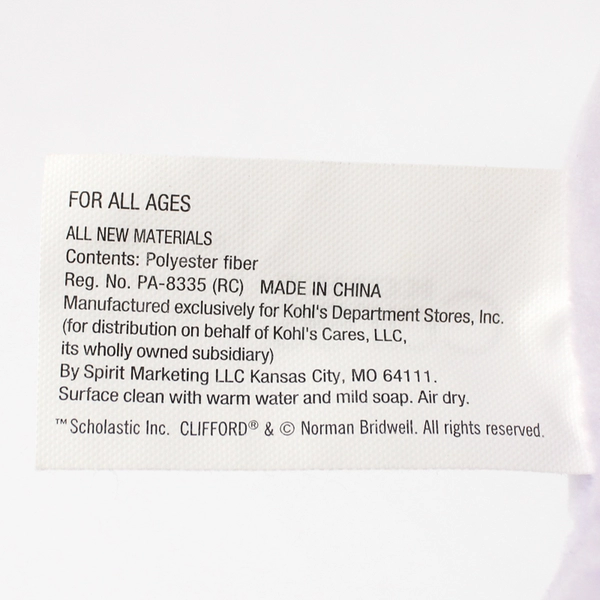 FOR ALL AGES
ALL NEW MATERIALS
Contents: Polyester fiber
Reg. No. PA-8335 (RC) MADE IN CHINA
Manufactured exclusively for Kohl's Department Stores, Inc.
(for distribution on behalf of Kohl's Cares, LLC,
its wholly owned subsidiary)
By Spirit Marketing LLC Kansas City, MO 64111.
Surface clean with warm water and mild soap. Air dry.
™Scholastic Inc. CLIFFORD® & © Norman Bridwell. All rights reserved.